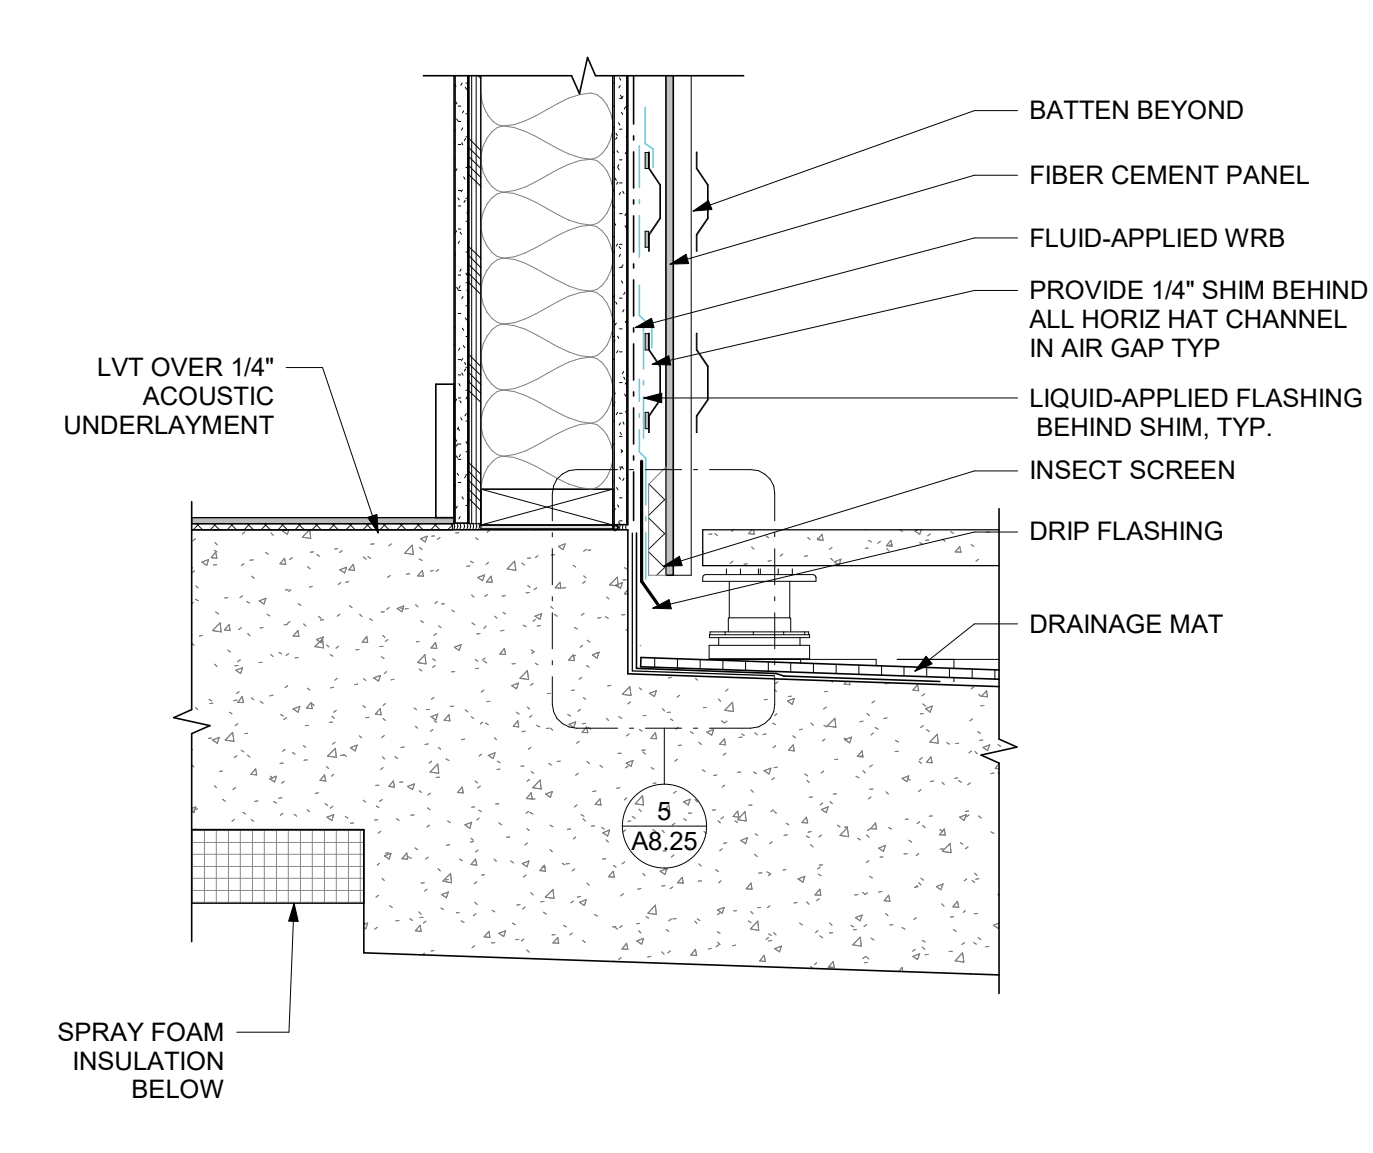 BATTEN BEYOND
FIBER CEMENT PANEL
FLUID-APPLIED WRB
PROVIDE 1/4" SHIM BEHIND
ALL HORIZ HAT CHANNEL
IN AIR GAP TYP
LIQUID-APPLIED FLASHING
BEHIND SHIM, TYP.
INSECT SCREEN
DRIP FLASHING
DRAINAGE MAT
LVT OVER 1/4"
ACOUSTIC
UNDERLAYMENT
5
A8.25
SPRAY FOAM
INSULATION
BELOW